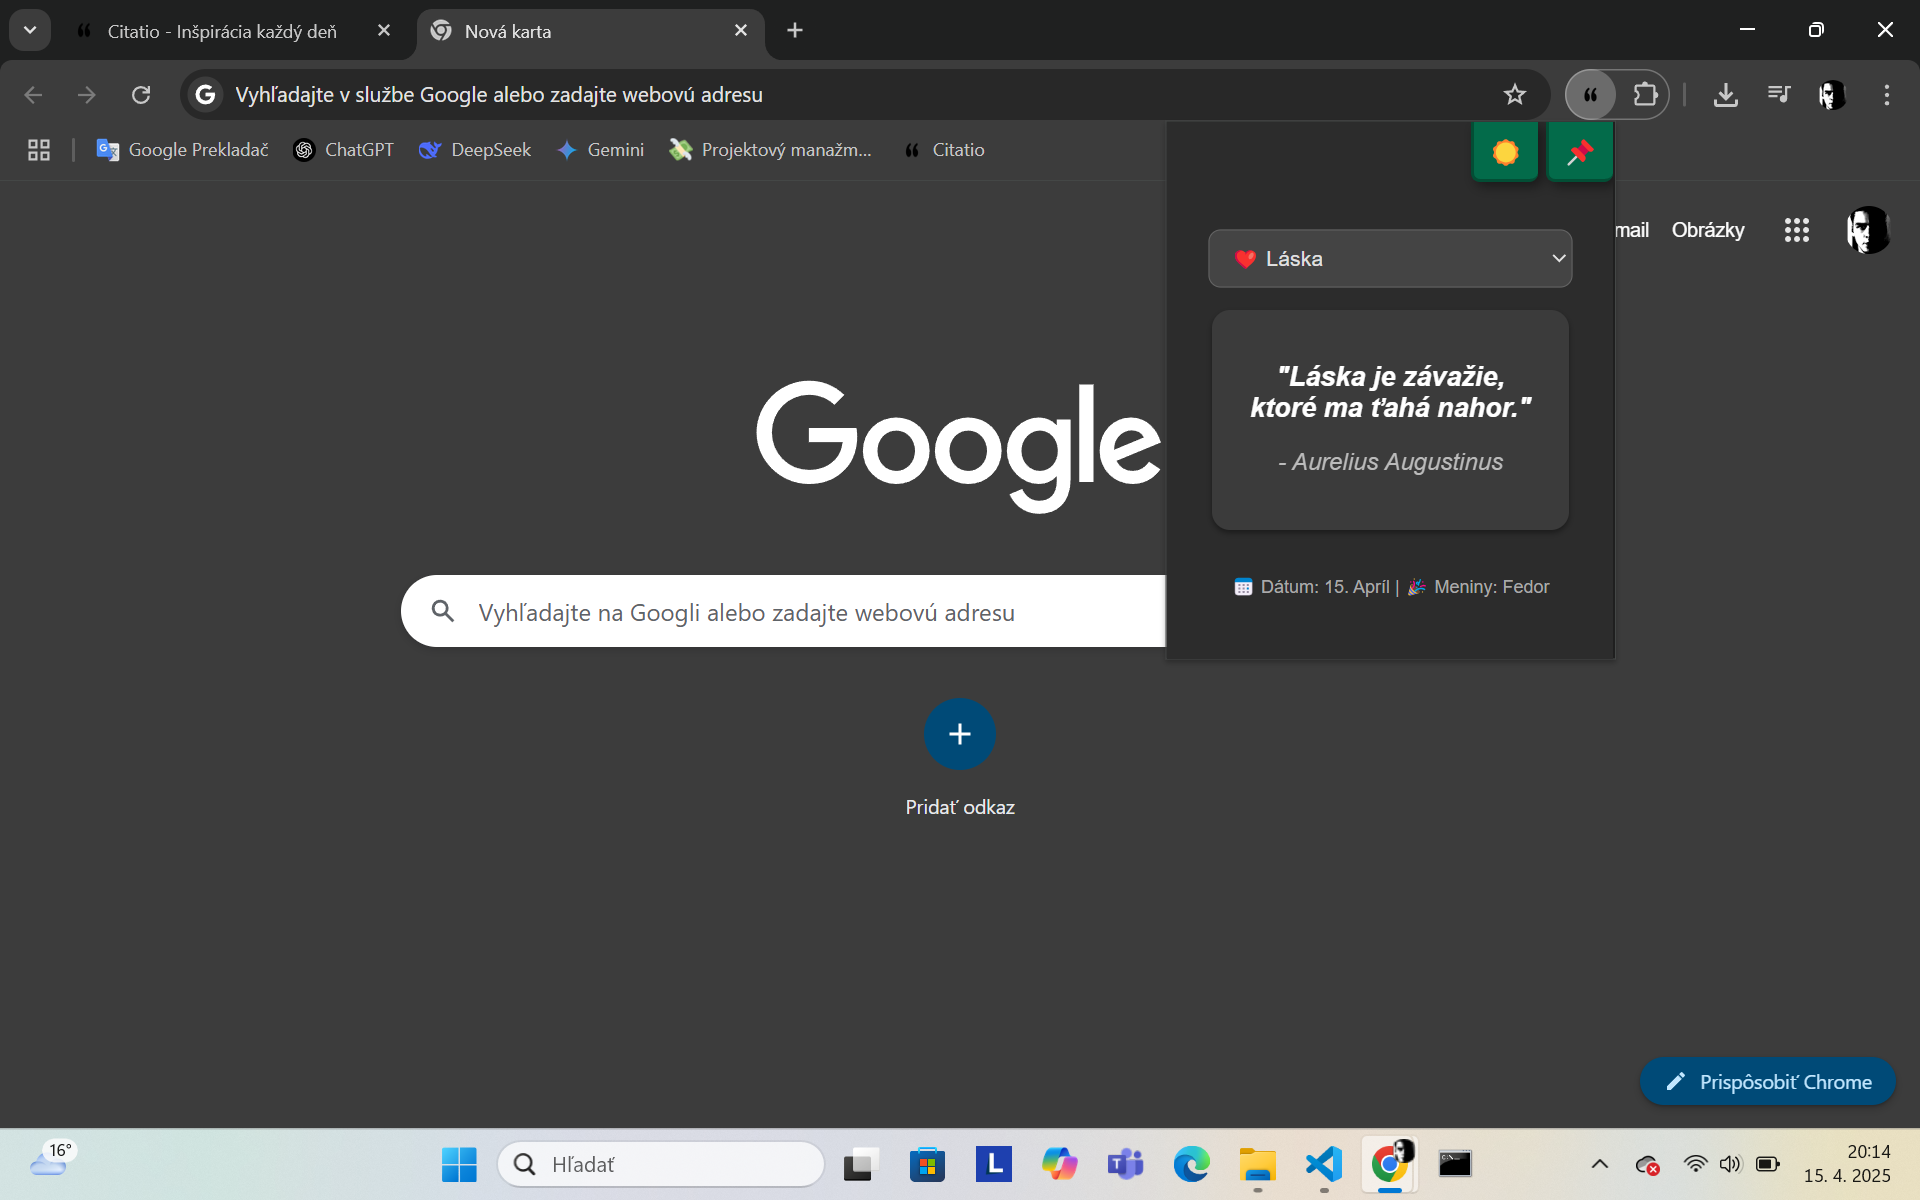 Citatio - Inšpirácia každý deň
Nová karta
Vyhľadajte v službe Google alebo zadajte webovú adresu
Google Prekladač
ChatGPT
DeepSeek
Gemini
Projektový manažm...
Citatio
mail
Obrázky
Láska
"Láska je závažie,
ktoré ma ťahá nahor."
- Aurelius Augustinus
Dátum: 15. Apríl | Meniny: Fedor
Google
Vyhľadajte na Googli alebo zadajte webovú adresu
Pridať odkaz
Prispôsobiť Chrome
16°
Hľadať
L
20:14
15. 4. 2025